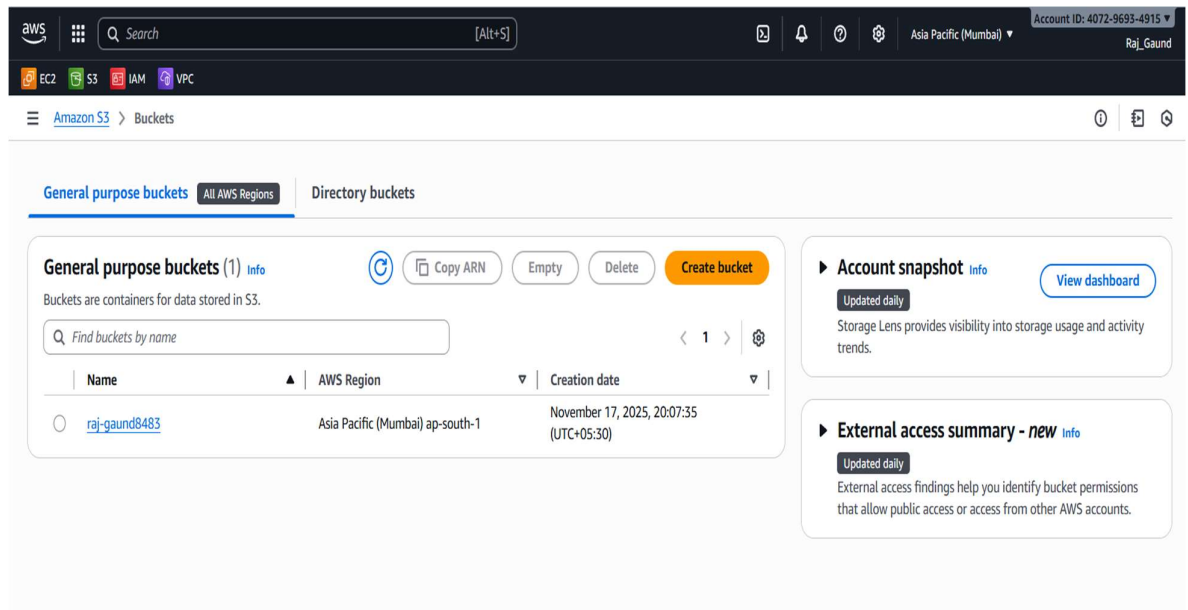 aws
Search [Alt+S]
Asia Pacific (Mumbai) ▼
Account ID: 4072-9693-4915 ▼
Raj_Gaund
EC2 S3 IAM VPC
Amazon S3 > Buckets
General purpose buckets All AWS Regions Directory buckets
General purpose buckets (1) Info
Copy ARN Empty Delete Create bucket
Buckets are containers for data stored in S3.
Find buckets by name
< 1 >
Name AWS Region Creation date
raj-gaund8483 Asia Pacific (Mumbai) ap-south-1 November 17, 2025, 20:07:35
(UTC+05:30)
Account snapshot Info
View dashboard
Updated daily
Storage Lens provides visibility into storage usage and activity
trends.
External access summary - new Info
Updated daily
External access findings help you identify bucket permissions
that allow public access or access from other AWS accounts.